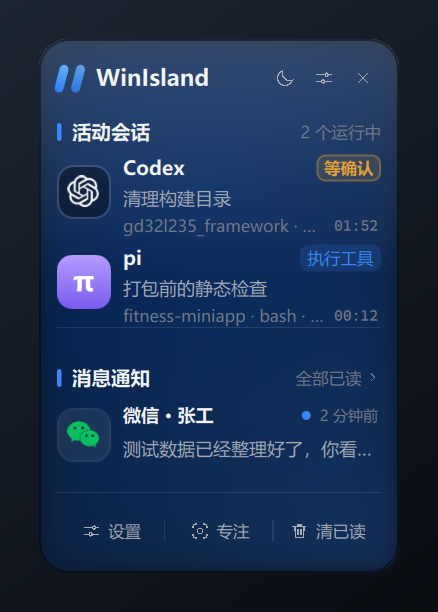 WinIsland
活动会话
2 个运行中
Codex
等确认
清理构建目录
gd32l235_framework · ...
01:52
π
pi
执行工具
打包前的静态检查
fitness-miniapp · bash · ...
00:12
消息通知
全部已读
微信 · 张工
2 分钟前
测试数据已经整理好了，你看...
设置
专注
清已读